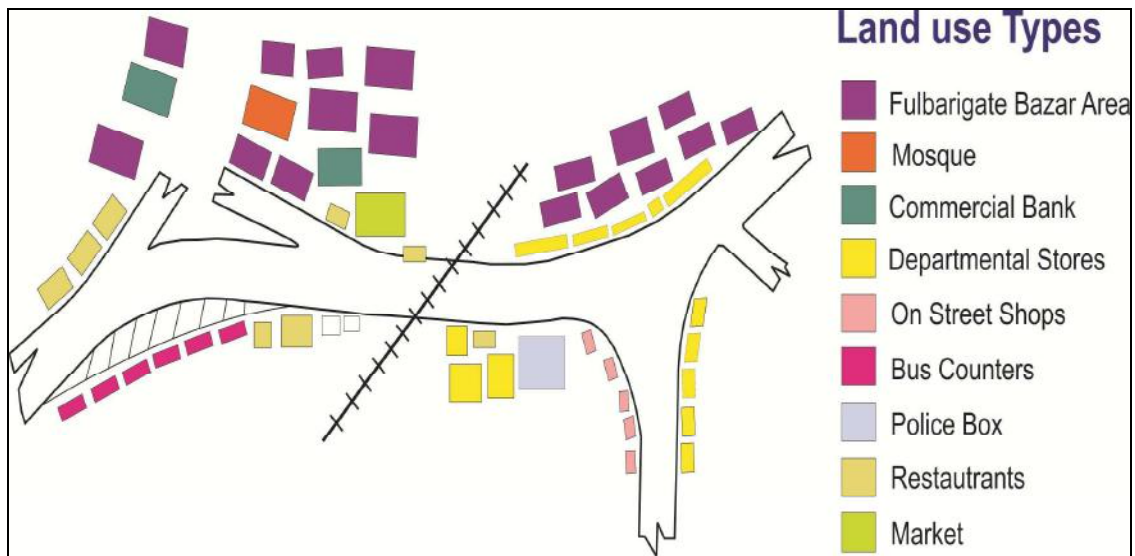 Land use Types
Fulbarigate Bazar Area
Mosque
Commercial Bank
Departmental Stores
On Street Shops
Bus Counters
Police Box
Restautrants
Market